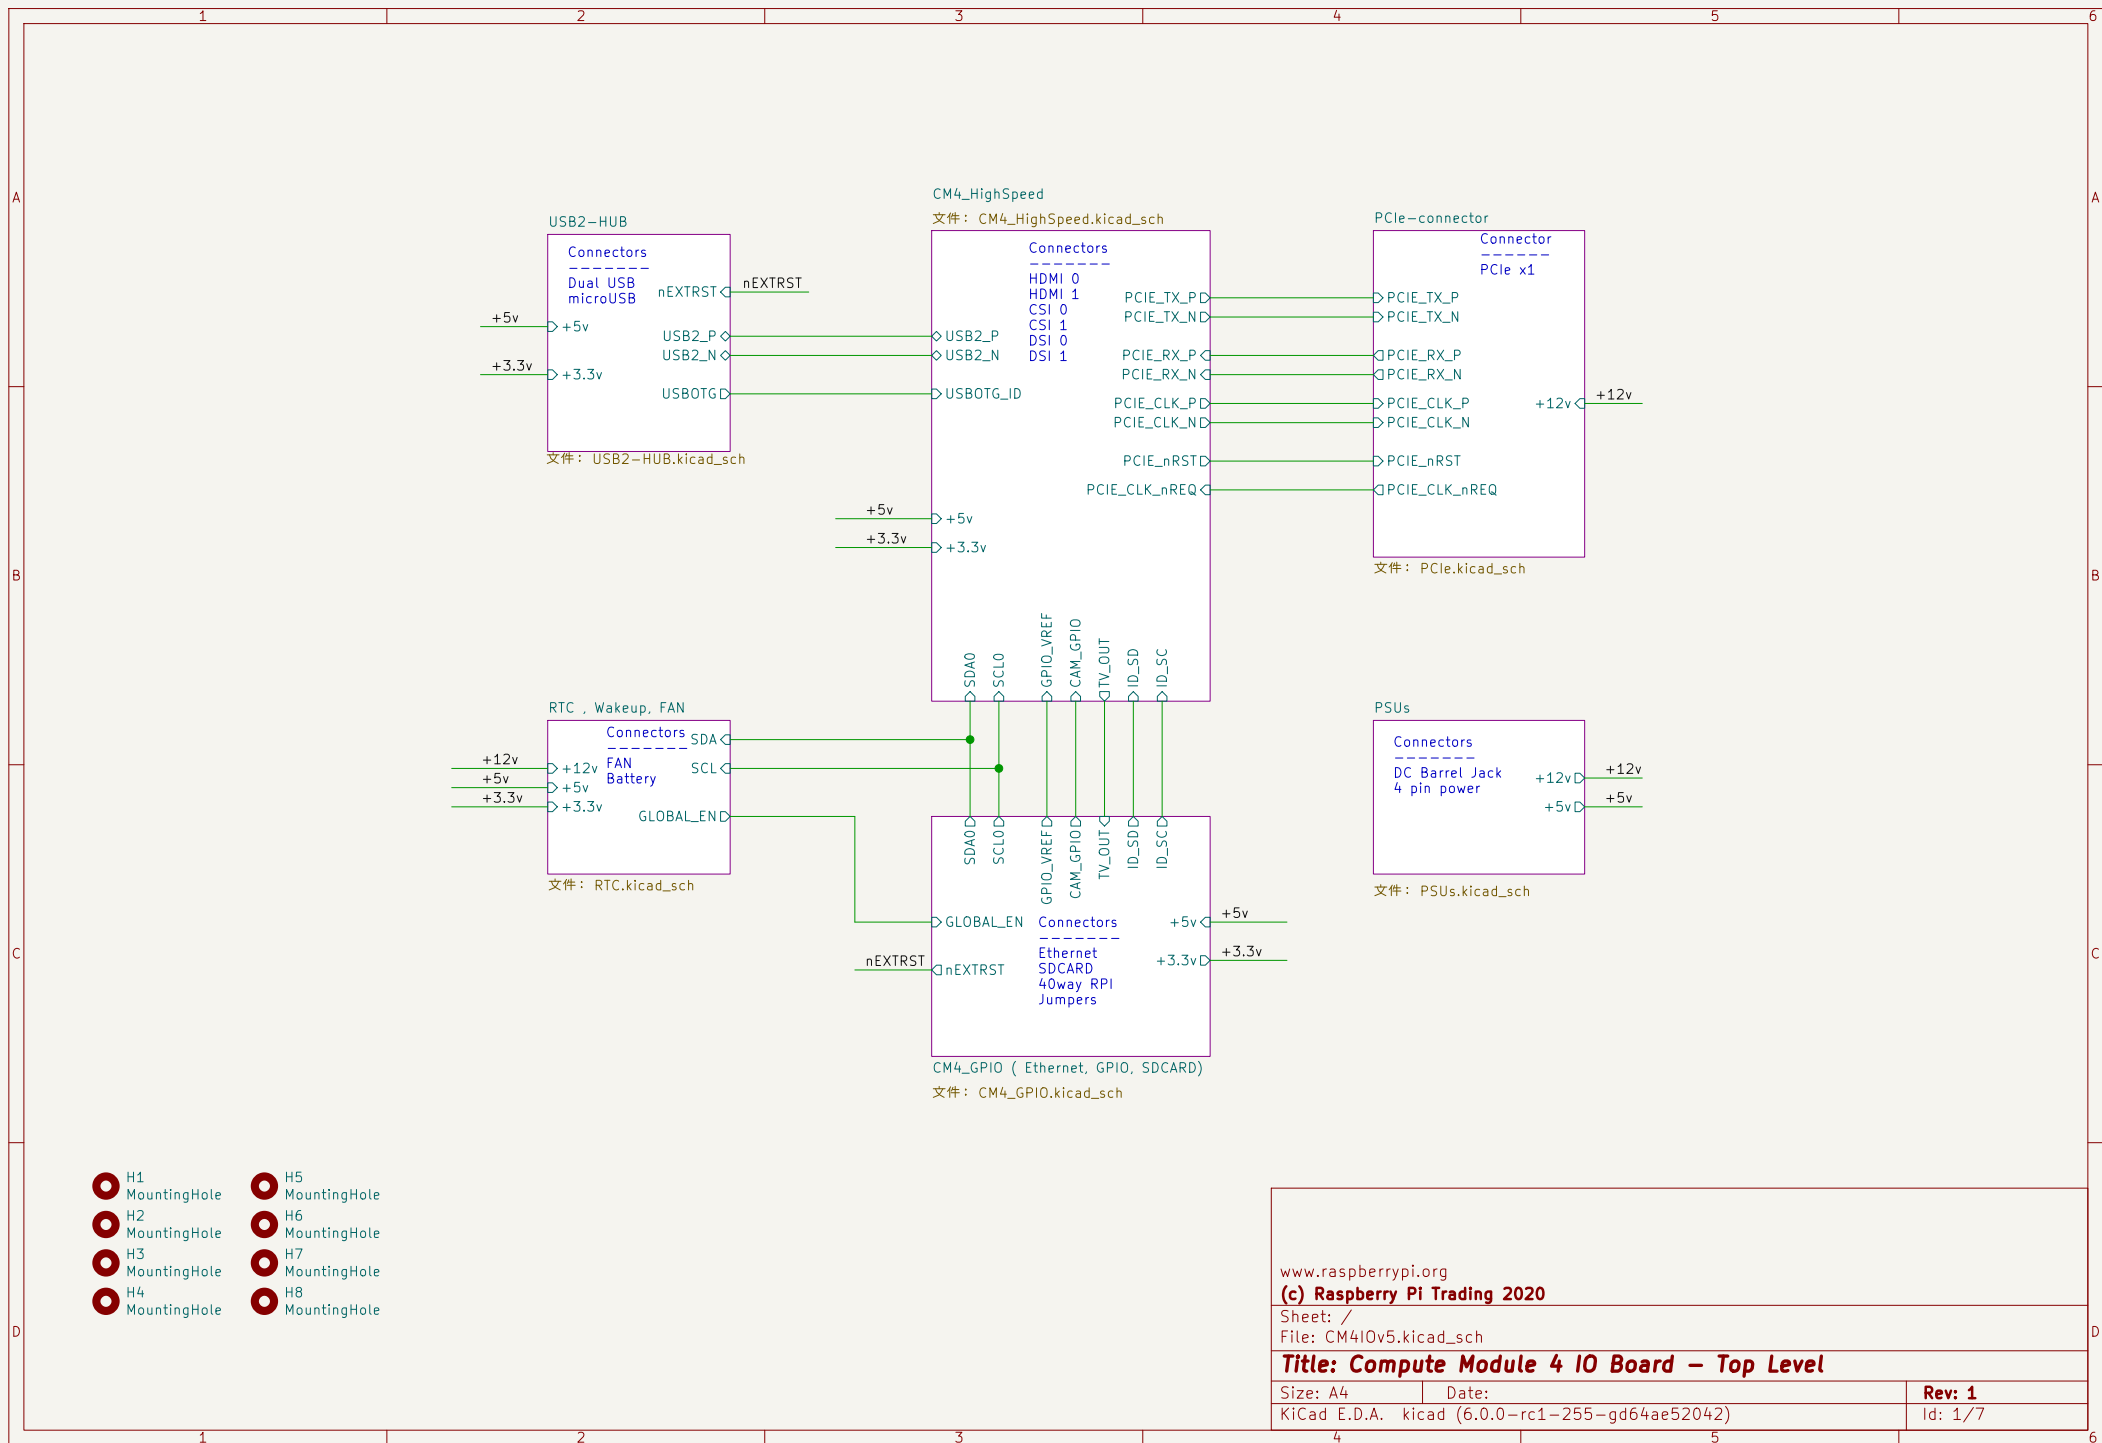 1 2 3 4 5 6
A A
B B
C C
D D
USB2-HUB
Connectors
-------
Dual USB
microUSB
nEXTRST
nEXTRST
+5v
+5v
USB2_P
USB2_N
+3.3v
+3.3v
USBOTG
文件: USB2-HUB.kicad_sch
CM4_HighSpeed
文件: CM4_HighSpeed.kicad_sch
Connectors
-------
HDMI 0
HDMI 1
CSI 0
CSI 1
DSI 0
DSI 1
USB2_P
USB2_N
USBOTG_ID
PCIE_TX_P
PCIE_TX_N
PCIE_RX_P
PCIE_RX_N
PCIE_CLK_P
PCIE_CLK_N
PCIE_nRST
PCIE_CLK_nREQ
+5v
+5v
+3.3v
+3.3v
SDA0
SCL0
GPIO_VREF
CAM_GPIO
TV_OUT
ID_SD
ID_SC
PCIe-connector
Connector
------
PCIe x1
PCIE_TX_P
PCIE_TX_N
PCIE_RX_P
PCIE_RX_N
PCIE_CLK_P
PCIE_CLK_N
PCIE_nRST
PCIE_CLK_nREQ
+12v
+12v
文件: PCIe.kicad_sch
RTC , Wakeup, FAN
Connectors
-------
FAN
Battery
SDA
SCL
GLOBAL_EN
+12v
+12v
+5v
+5v
+3.3v
+3.3v
文件: RTC.kicad_sch
PSUs
Connectors
-------
DC Barrel Jack
4 pin power
+12v
+12v
+5v
+5v
文件: PSUs.kicad_sch
SDA0
SCL0
GPIO_VREF
CAM_GPIO
TV_OUT
ID_SD
ID_SC
GLOBAL_EN
nEXTRST
nEXTRST
Connectors
-------
Ethernet
SDCARD
40way RPI
Jumpers
+5v
+5v
+3.3v
+3.3v
CM4_GPIO ( Ethernet, GPIO, SDCARD)
文件: CM4_GPIO.kicad_sch
H1
MountingHole
H2
MountingHole
H3
MountingHole
H4
MountingHole
H5
MountingHole
H6
MountingHole
H7
MountingHole
H8
MountingHole
www.raspberrypi.org
(c) Raspberry Pi Trading 2020
Sheet: /
File: CM4IOv5.kicad_sch
Title: Compute Module 4 IO Board – Top Level
Size: A4 Date: Rev: 1
KiCad E.D.A. kicad (6.0.0-rc1-255-gd64ae52042) Id: 1/7
1 2 3 4 5 6